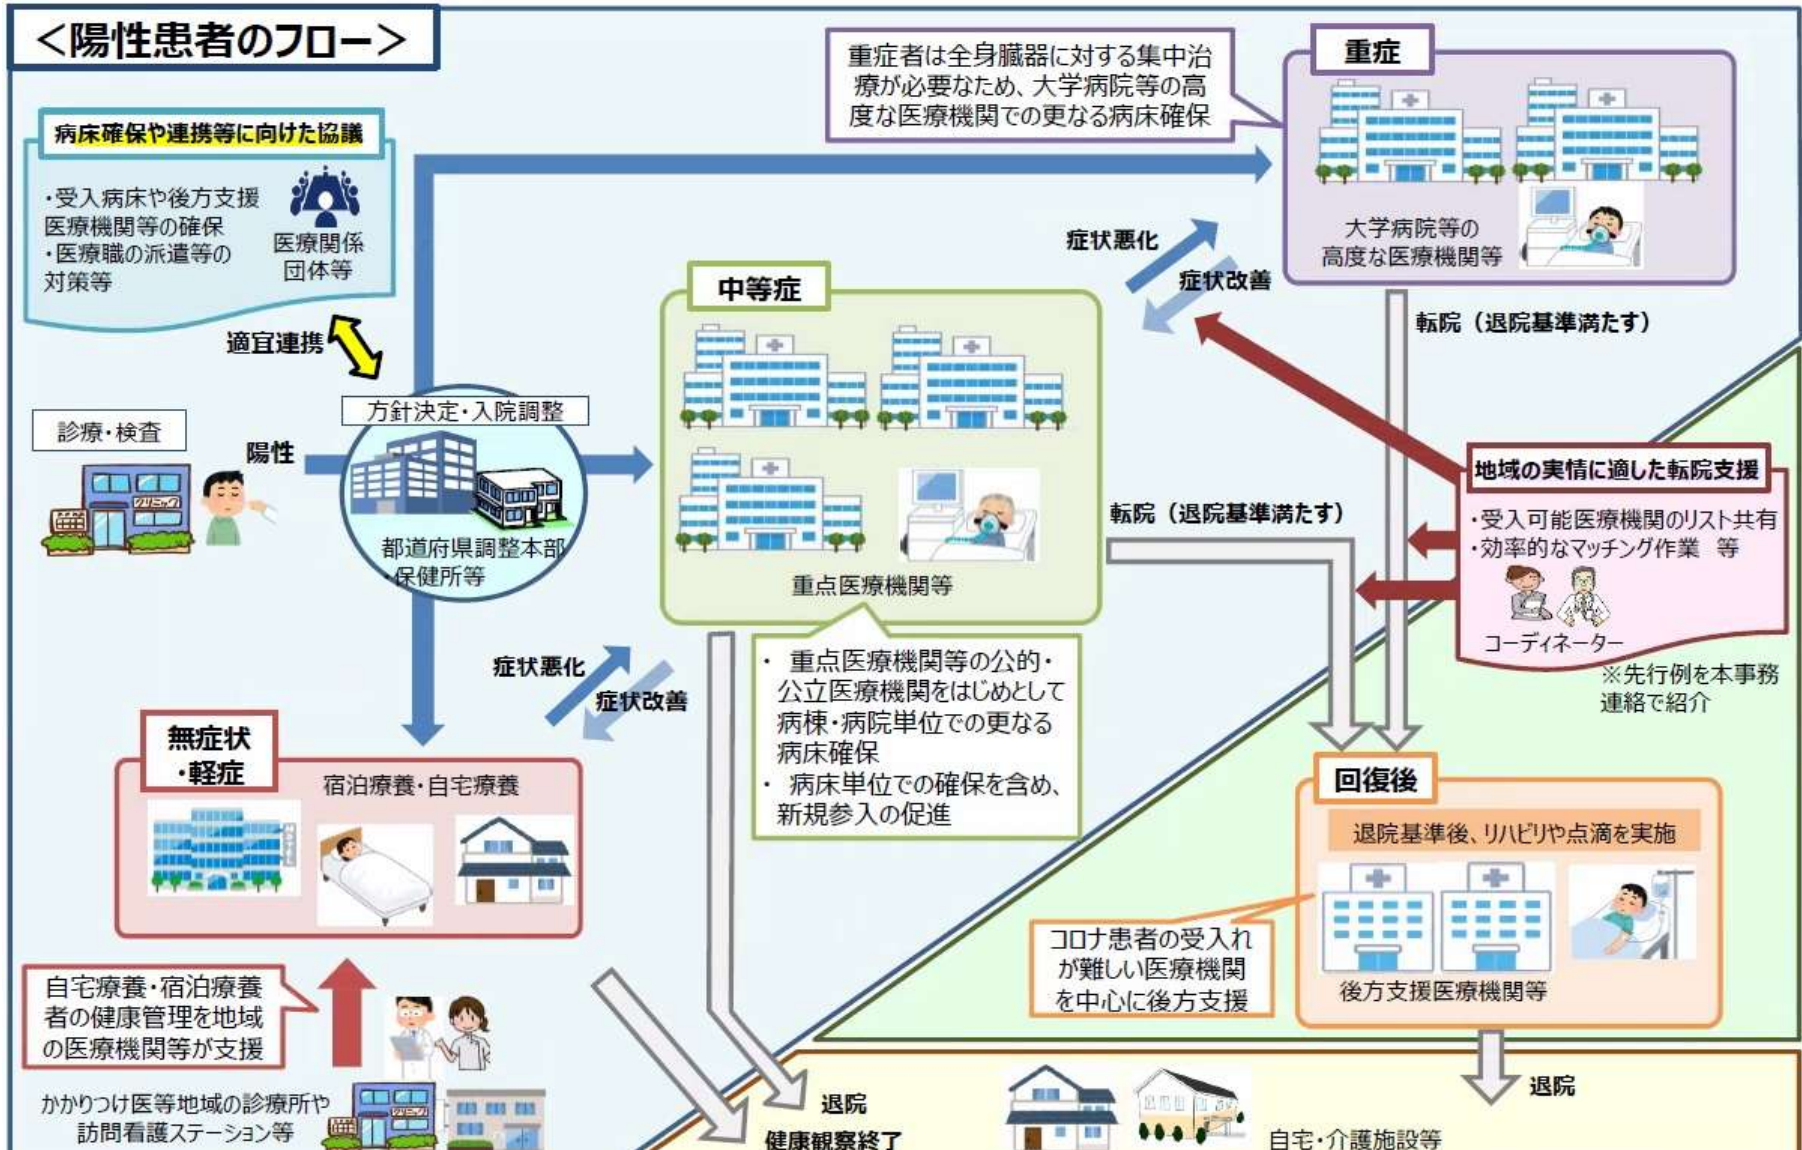 ＜陽性患者のフロー＞
病床確保や連携等に向けた協議
・受入病床や後方支援
医療機関等の確保
・医療職の派遣等の
対策等
医療関係
団体等
適宜連携
診療・検査
クリニック
陽性
方針決定・入院調整
都道府県調整本部
・保健所等
重症者は全身臓器に対する集中治
療が必要なため、大学病院等の高
度な医療機関での更なる病床確保
重症
大学病院等の
高度な医療機関等
症状悪化
症状改善
転院（退院基準満たす）
中等症
重点医療機関等
転院（退院基準満たす）
・ 重点医療機関等の公的・
公立医療機関をはじめとして
病棟・病院単位での更なる
病床確保
・ 病床単位での確保を含め、
新規参入の促進
地域の実情に適した転院支援
・受入可能医療機関のリスト共有
・効率的なマッチング作業 等
コーディネーター
※先行例を本事務
連絡で紹介
症状悪化
症状改善
無症状
・軽症
宿泊療養・自宅療養
自宅療養・宿泊療養
者の健康管理を地域
の医療機関等が支援
かかりつけ医等地域の診療所や
訪問看護ステーション等
クリニック
回復後
退院基準後、リハビリや点滴を実施
後方支援医療機関等
コロナ患者の受入れ
が難しい医療機関
を中心に後方支援
退院
退院
健康観察終了
自宅・介護施設等